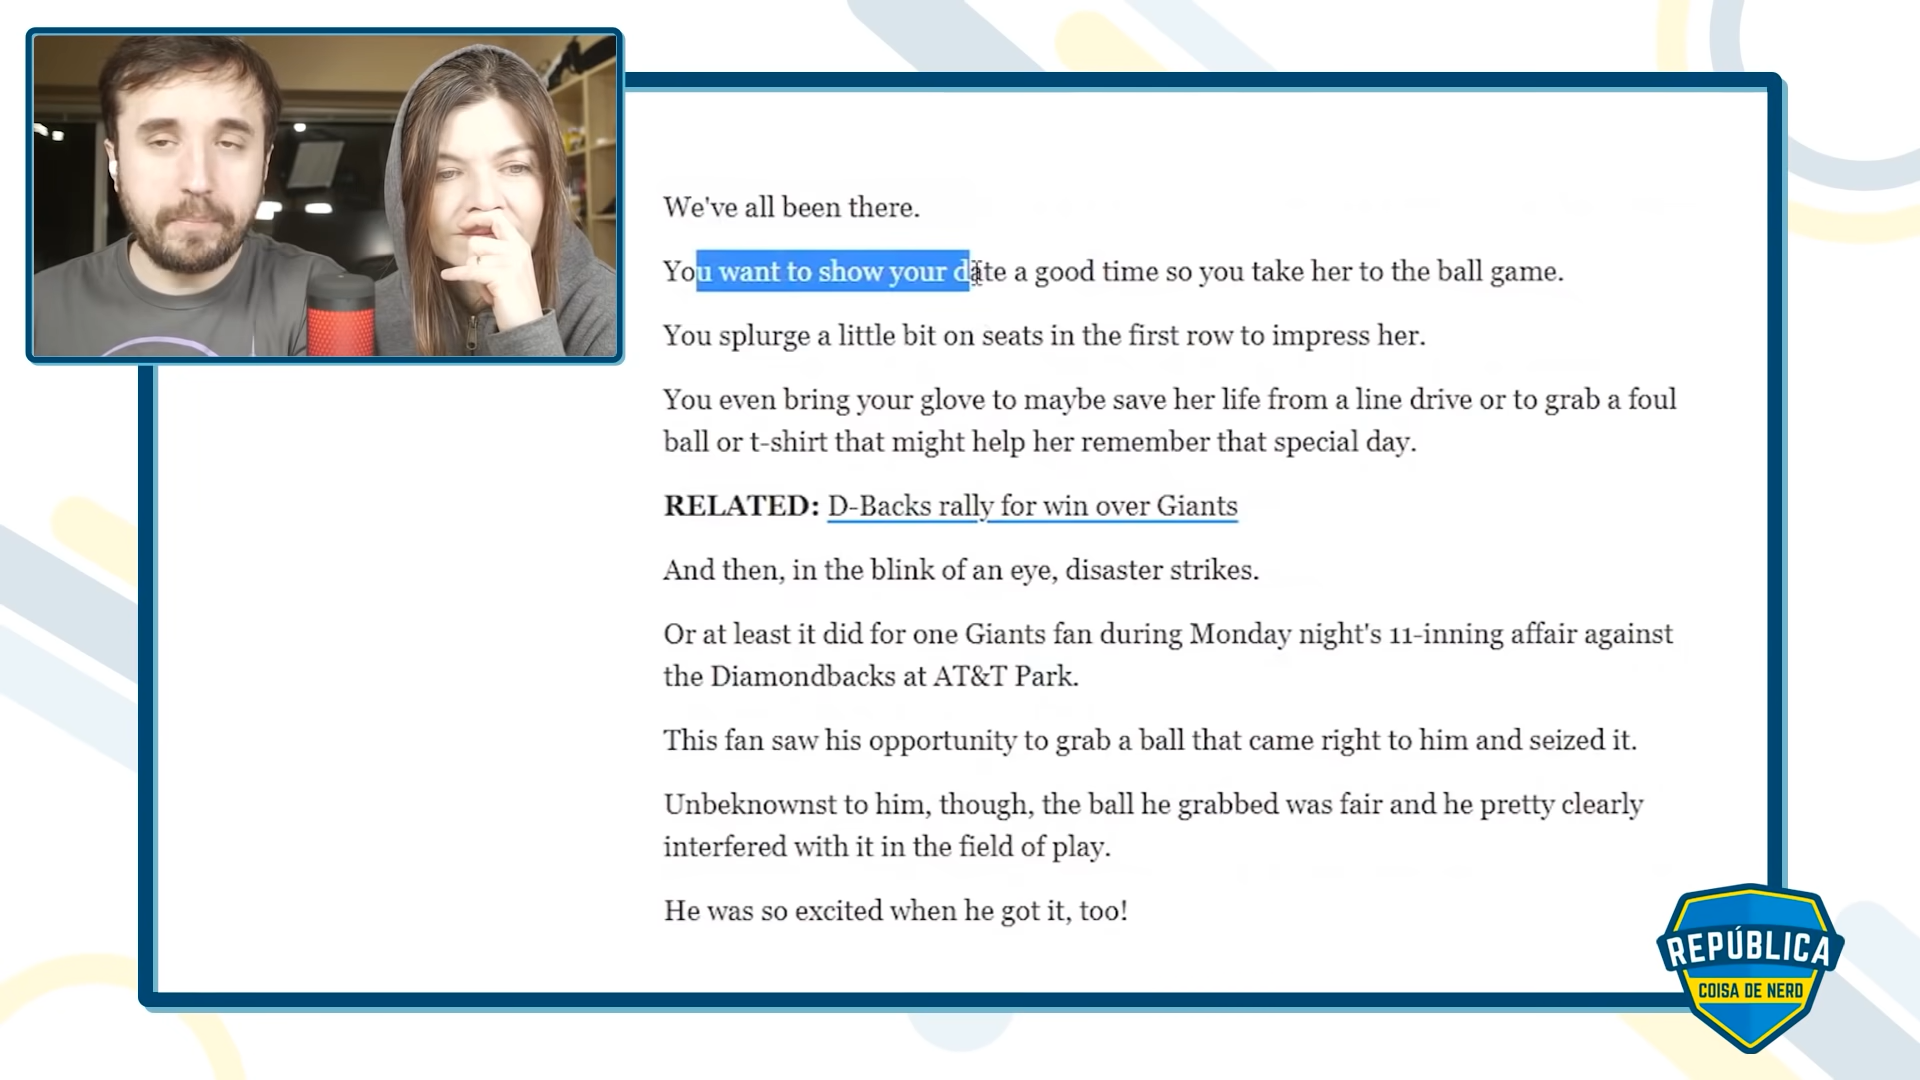 We've all been there.
You want to show your date a good time so you take her to the ball game.
You splurge a little bit on seats in the first row to impress her.
You even bring your glove to maybe save her life from a line drive or to grab a foul
ball or t-shirt that might help her remember that special day.
RELATED: D-Backs rally for win over Giants
And then, in the blink of an eye, disaster strikes.
Or at least it did for one Giants fan during Monday night's 11-inning affair against
the Diamondbacks at AT&T Park.
This fan saw his opportunity to grab a ball that came right to him and seized it.
Unbeknownst to him, though, the ball he grabbed was fair and he pretty clearly
interfered with it in the field of play.
He was so excited when he got it, too!
REPÚBLICA
COISA DE NERD